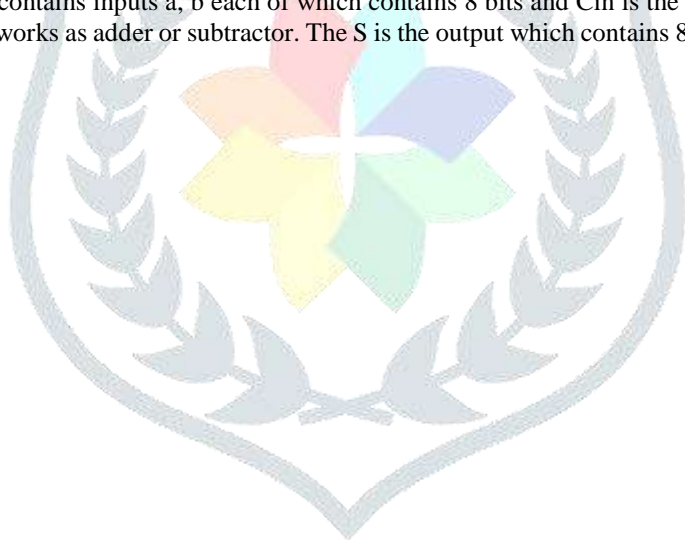 contains inputs a, b each of which contains 8 bits and Cin is the
works as adder or subtractor. The S is the output which contains 8